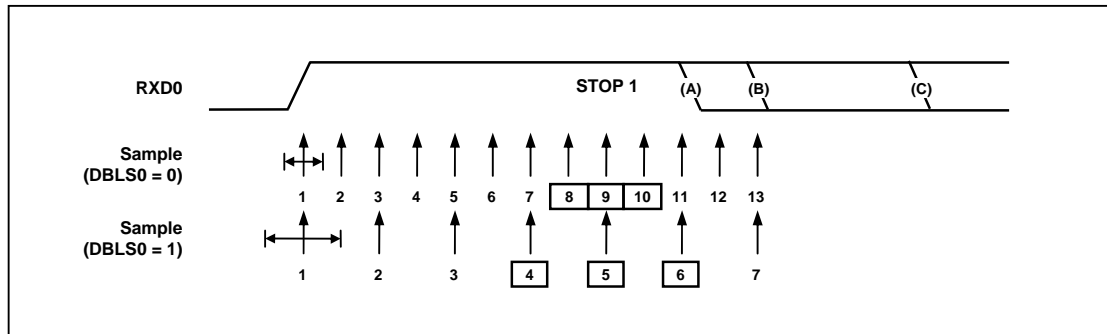 RXD0
STOP 1
(A)
(B)
(C)
Sample
(DBLS0 = 0)
1 2 3 4 5 6 7 8 9 10 11 12 13
Sample
(DBLS0 = 1)
1 2 3 4 5 6 7